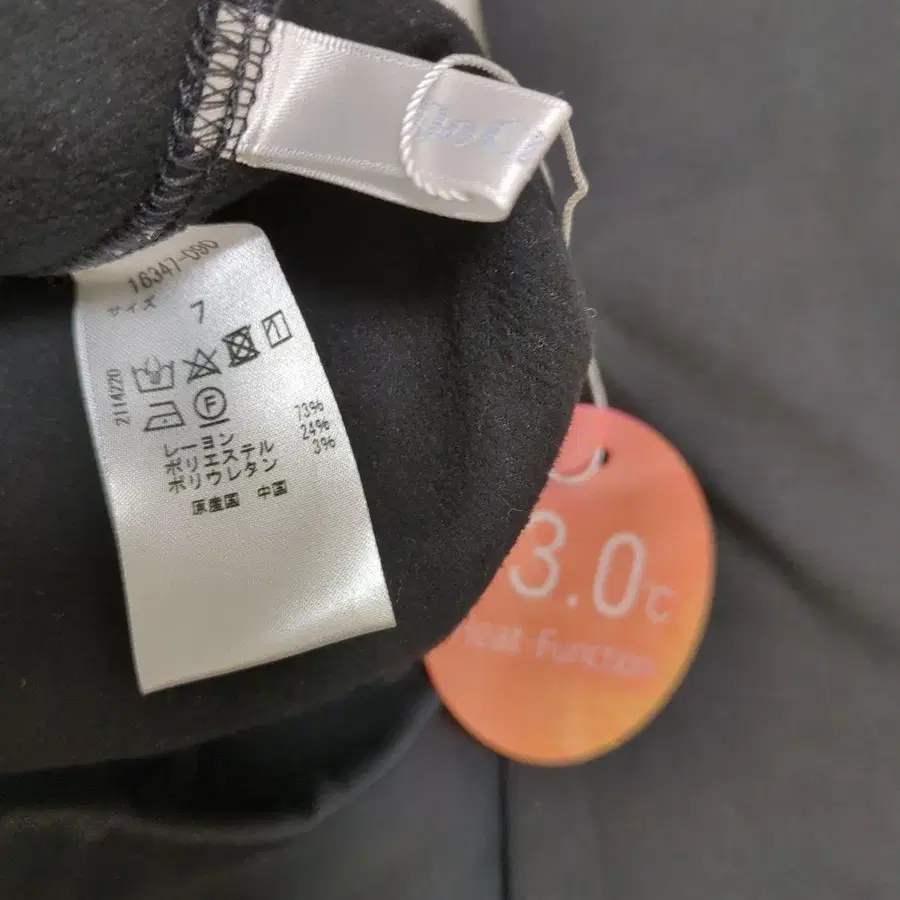 16347-090
サイズ
7
2114220
F
レーヨン 73%
ポリエステル 24%
ポリウレタン 3%
原産国 中国
3.0℃
Heat Function